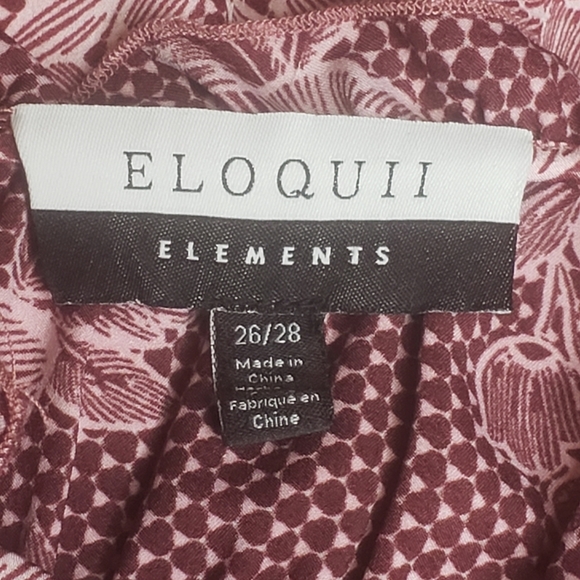 ELOQUII
ELEMENTS
26/28
Made in
China
Fabriqué en
Chine